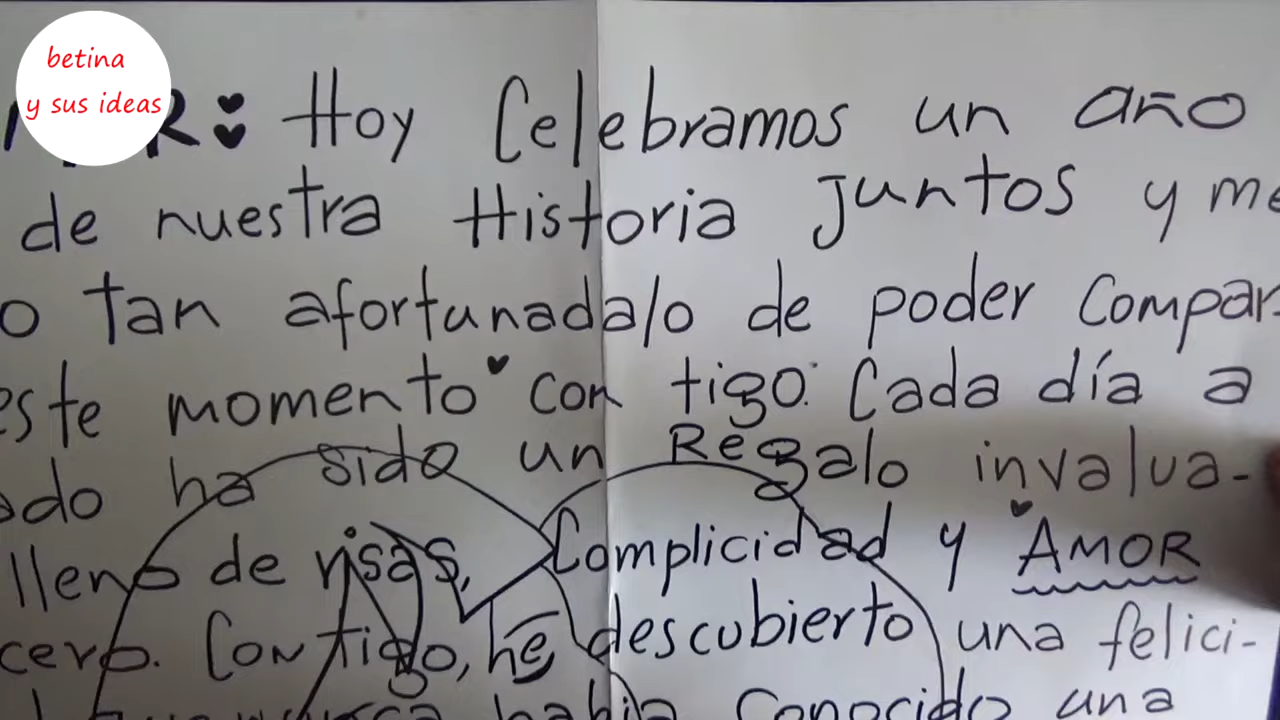 betina
y sus ideas
R: Hoy Celebramos un año
de nuestra Historia juntos y me
o tan afortunada/o de poder Compar-
este momento con tigo. Cada día a
ado ha sido un Regalo invalua-
lleno de risas, Complicidad y AMOR
cero. Contigo, he descubierto una felici-
había Conocido una